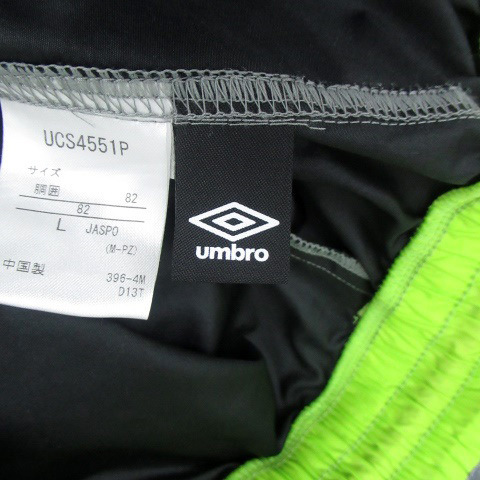 UCS4551P
サイズ
胴囲 82
82
L JASPO
(M-PZ)
中国製
396-4M
D13T
umbro